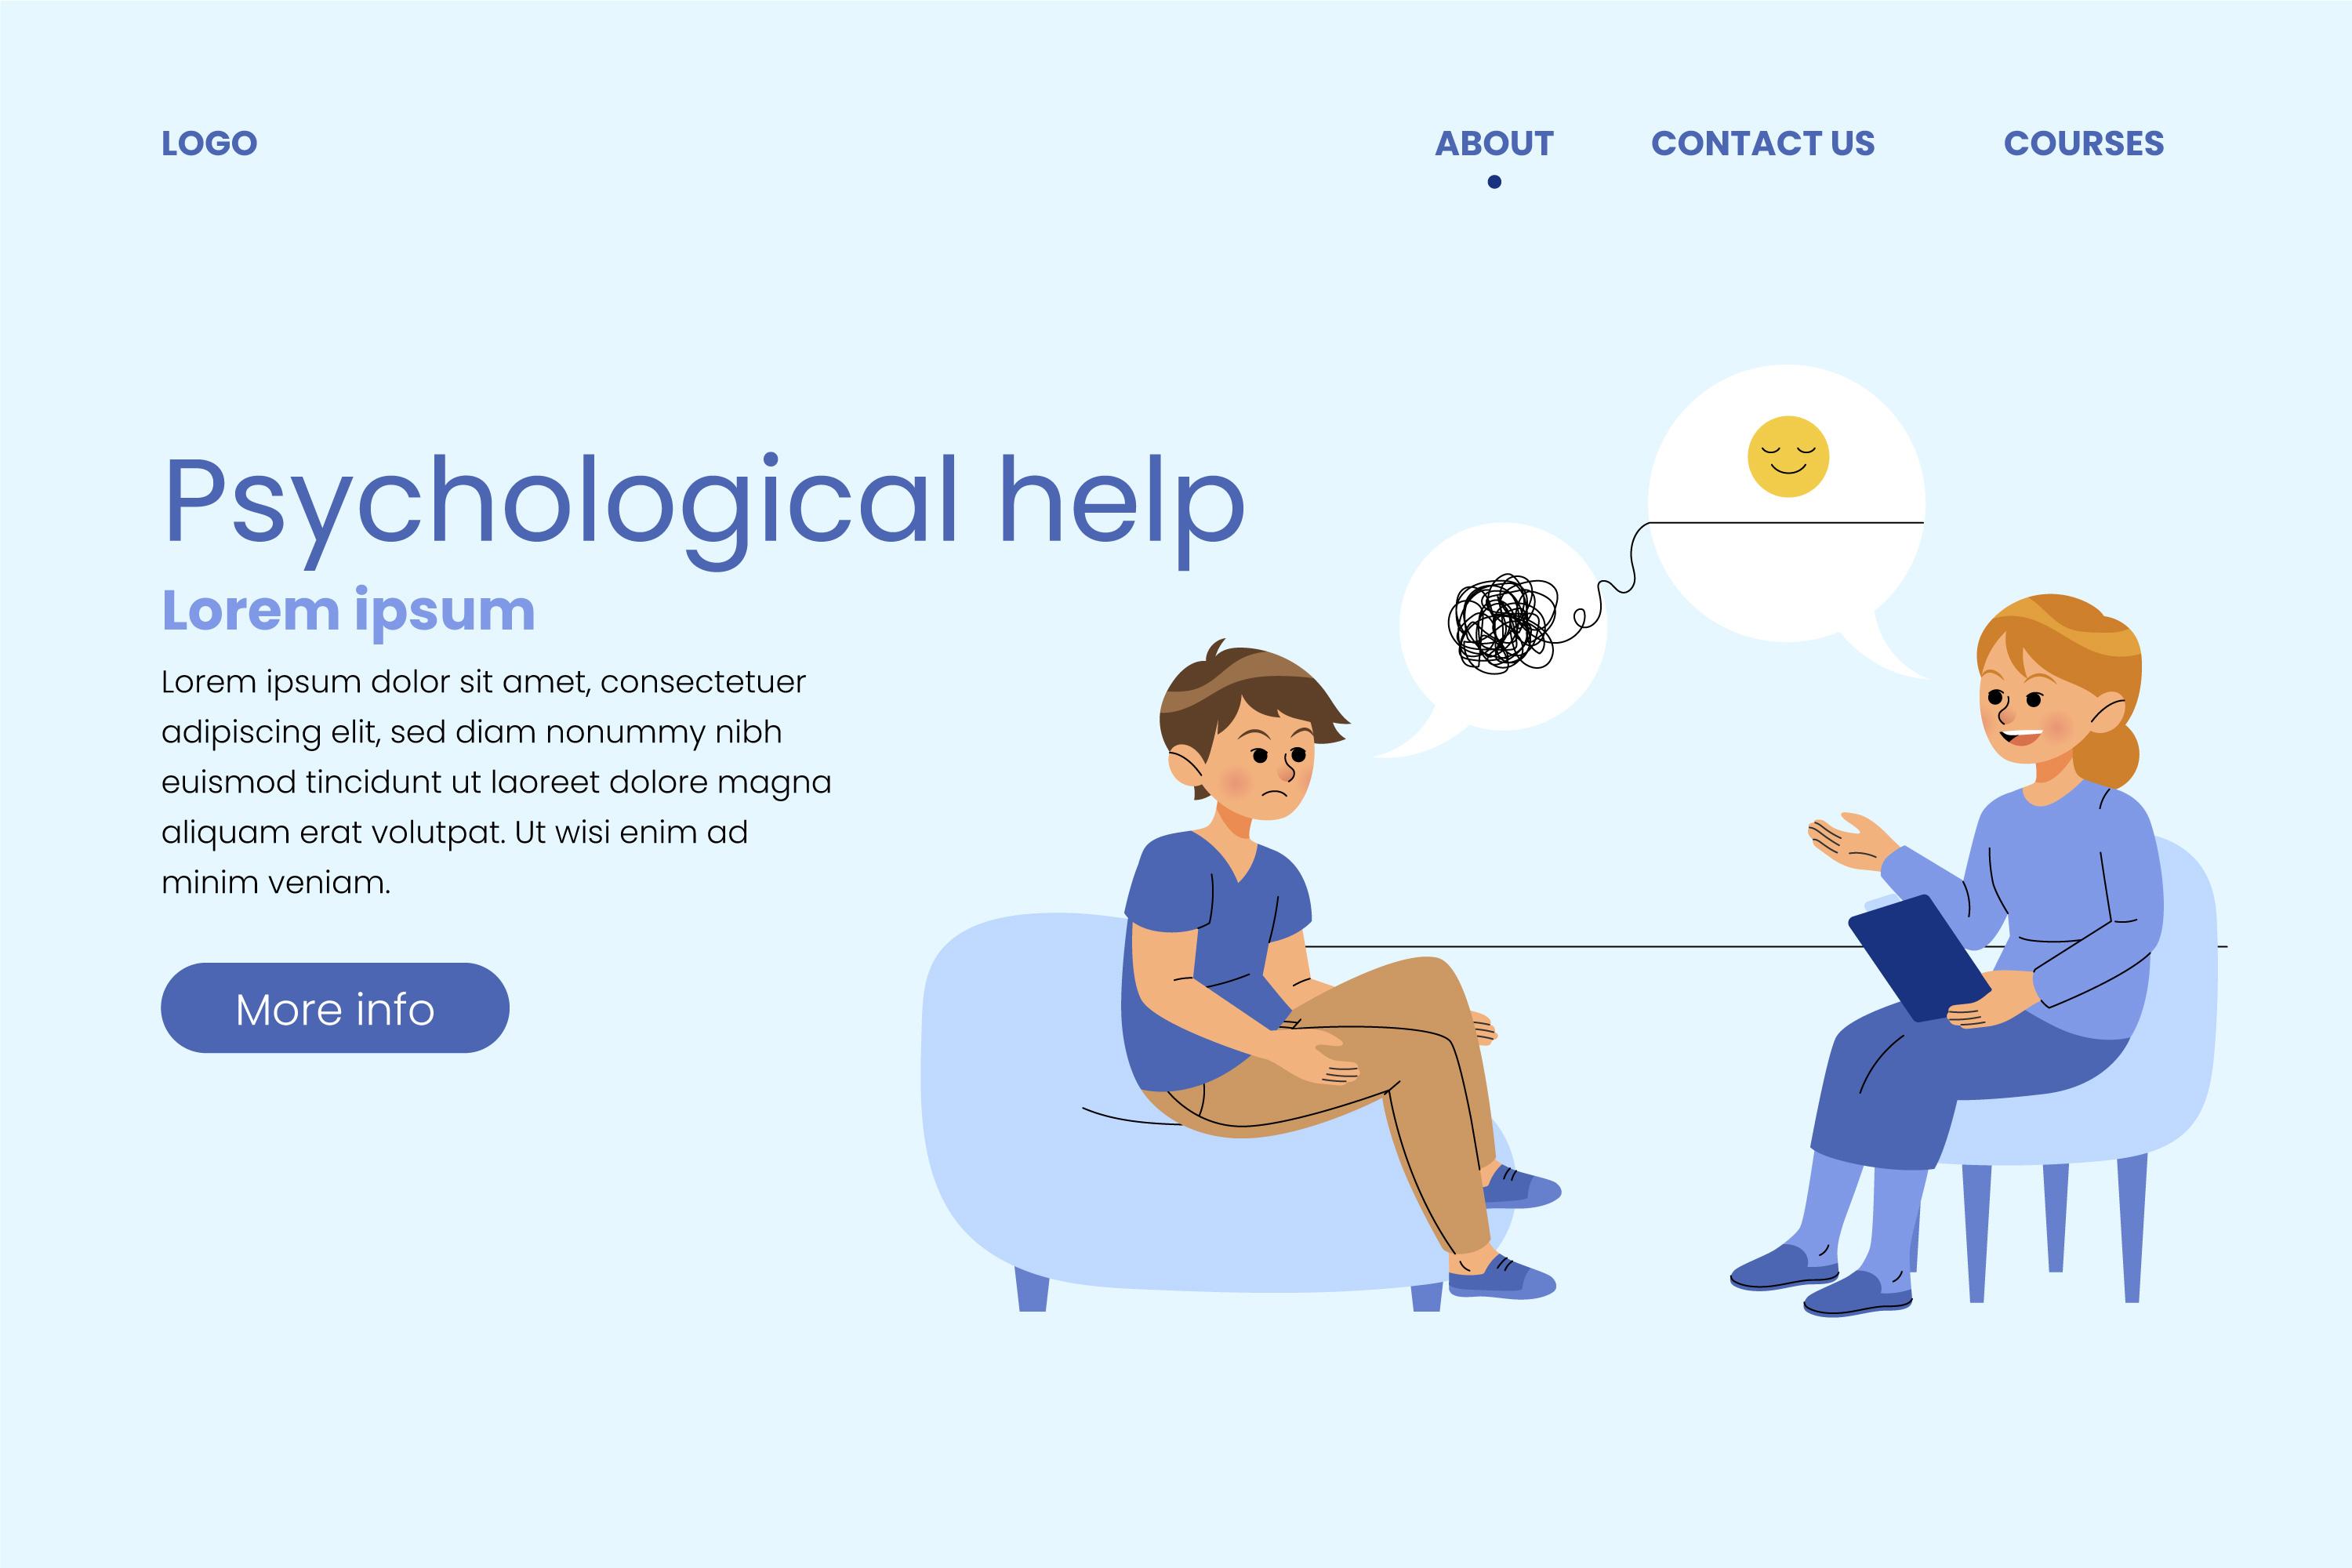 LOGO
ABOUT
CONTACT US
COURSES
Psychological help
Lorem ipsum
Lorem ipsum dolor sit amet, consectetuer
adipiscing elit, sed diam nonummy nibh
euismod tincidunt ut laoreet dolore magna
aliquam erat volutpat. Ut wisi enim ad
minim veniam.
More info